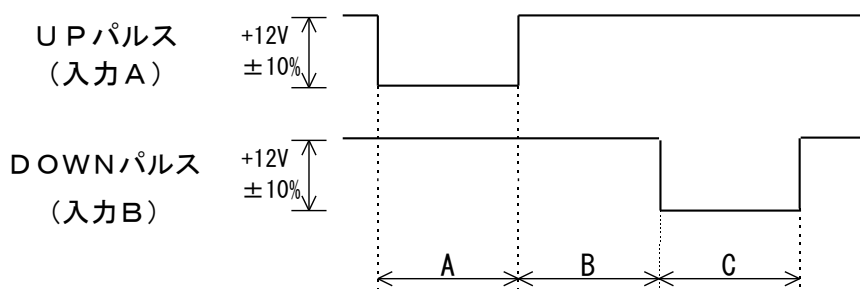 ＵＰパルス
（入力Ａ）
+12V
±10%
ＤＯＷＮパルス
（入力Ｂ）
+12V
±10%
A
B
C